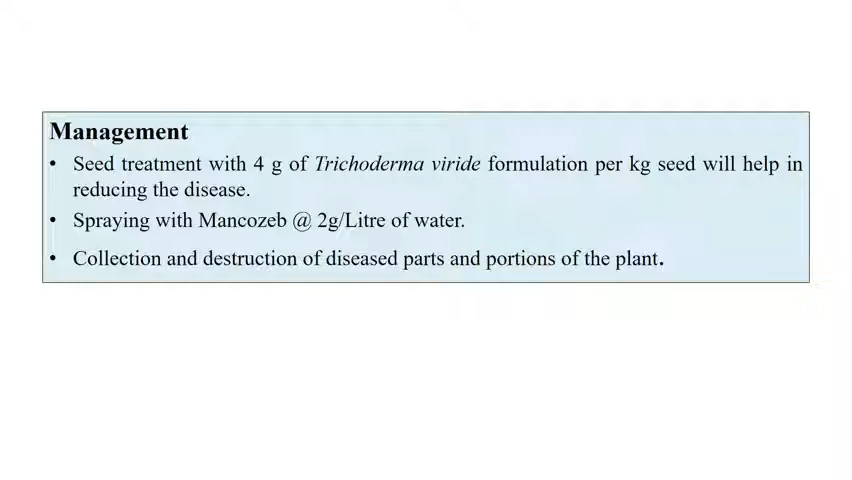 Management
• Seed treatment with 4 g of Trichoderma viride formulation per kg seed will help in
reducing the disease.
• Spraying with Mancozeb @ 2g/Litre of water.
• Collection and destruction of diseased parts and portions of the plant.